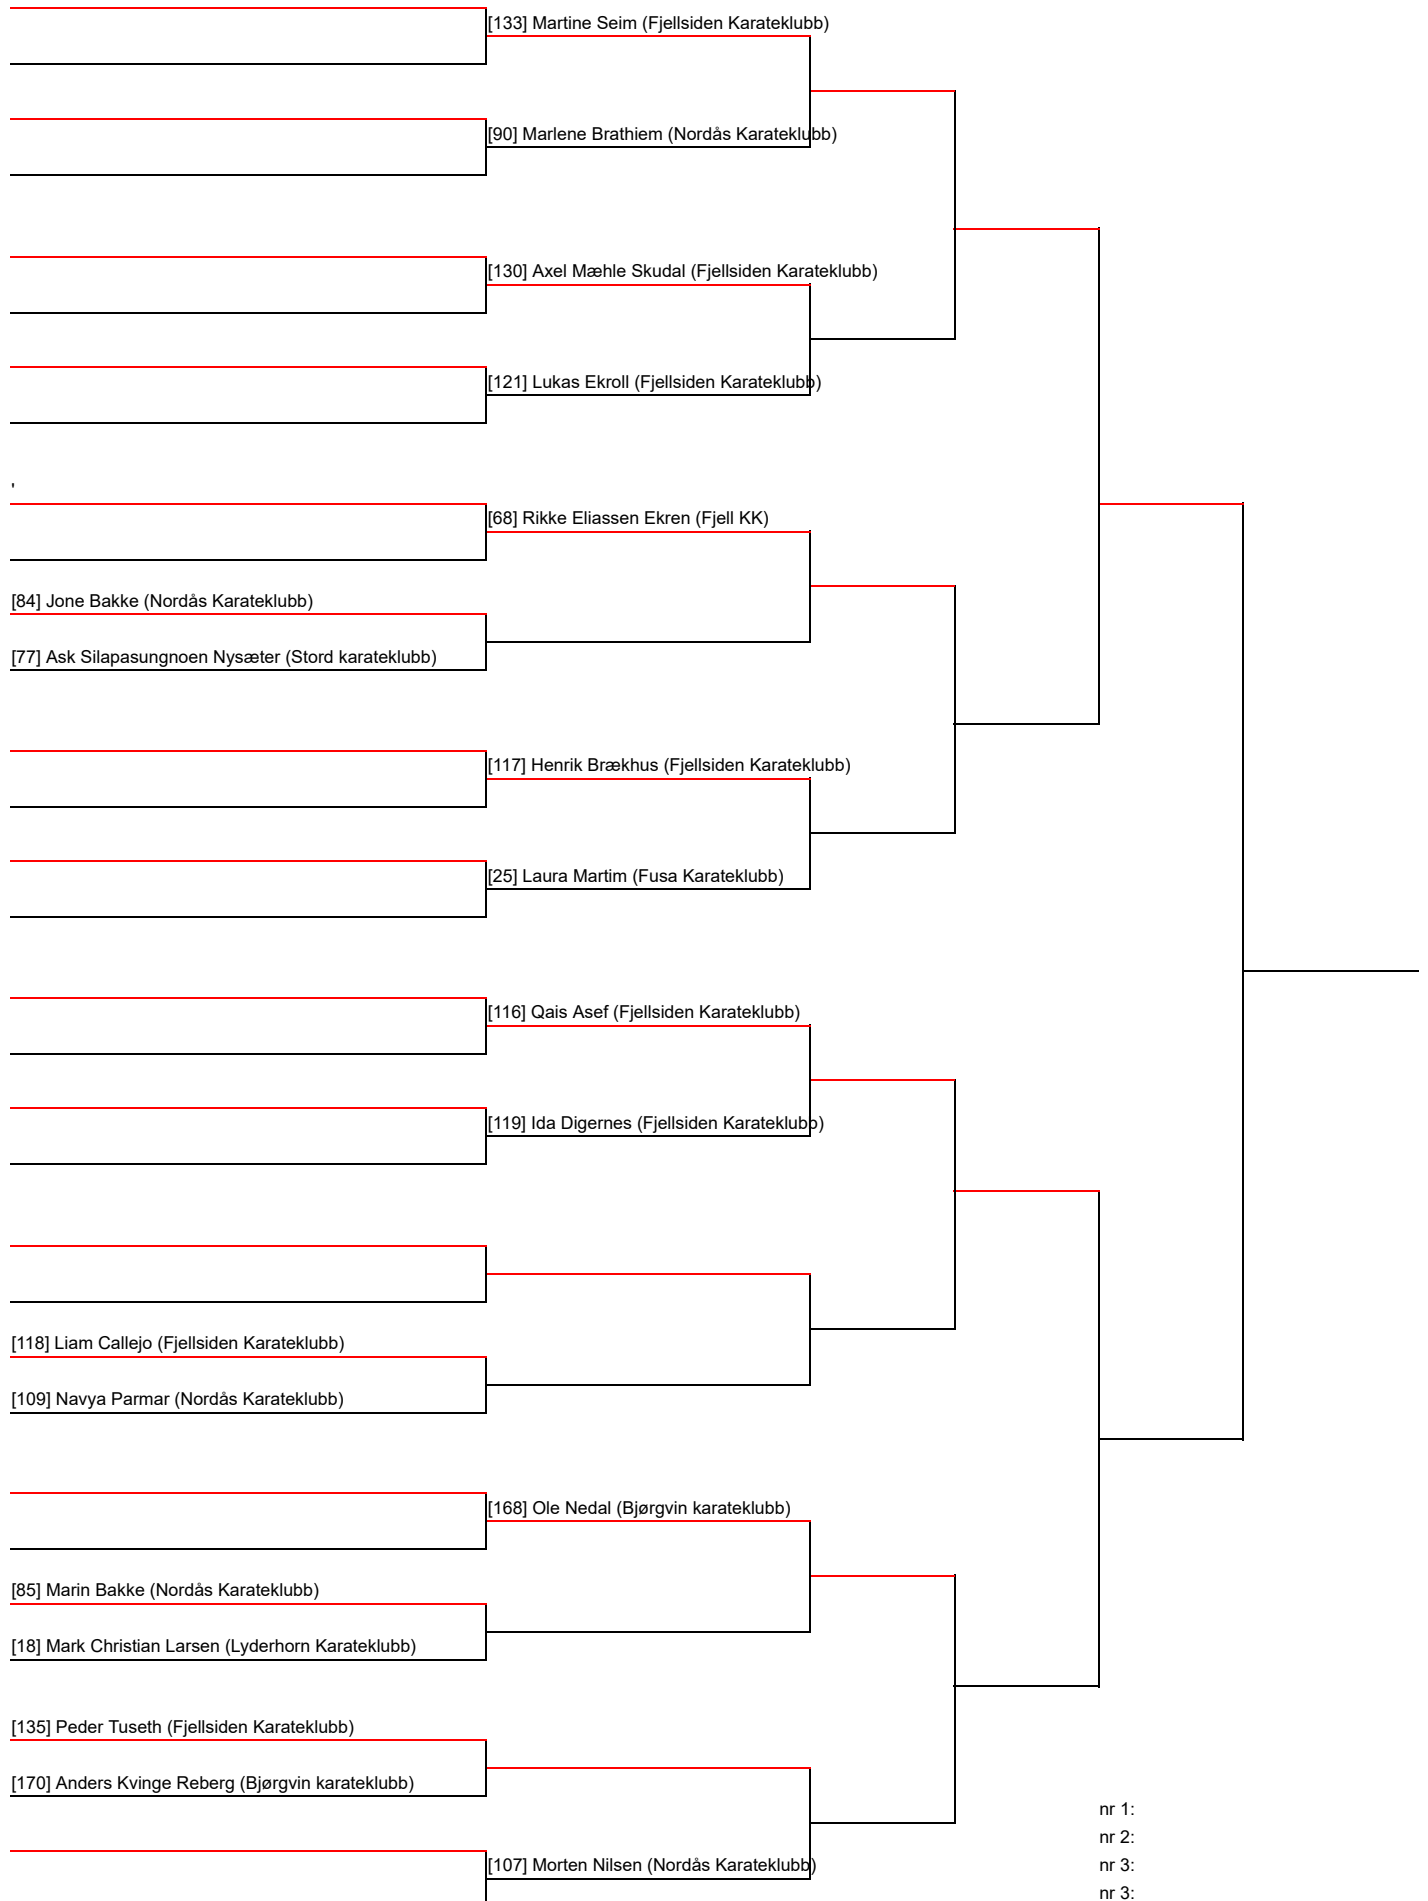 [133] Martine Seim (Fjellsiden Karateklubb)
[90] Marlene Brathiem (Nordås Karateklubb)
[130] Axel Mæhle Skudal (Fjellsiden Karateklubb)
[121] Lukas Ekroll (Fjellsiden Karateklubb)
'
[68] Rikke Eliassen Ekren (Fjell KK)
[84] Jone Bakke (Nordås Karateklubb)
[77] Ask Silapasungnoen Nysæter (Stord karateklubb)
[117] Henrik Brækhus (Fjellsiden Karateklubb)
[25] Laura Martim (Fusa Karateklubb)
[116] Qais Asef (Fjellsiden Karateklubb)
[119] Ida Digernes (Fjellsiden Karateklubb)
[118] Liam Callejo (Fjellsiden Karateklubb)
[109] Navya Parmar (Nordås Karateklubb)
[168] Ole Nedal (Bjørgvin karateklubb)
[85] Marin Bakke (Nordås Karateklubb)
[18] Mark Christian Larsen (Lyderhorn Karateklubb)
[135] Peder Tuseth (Fjellsiden Karateklubb)
[170] Anders Kvinge Reberg (Bjørgvin karateklubb)
[107] Morten Nilsen (Nordås Karateklubb)
nr 1:
nr 2:
nr 3:
nr 3: